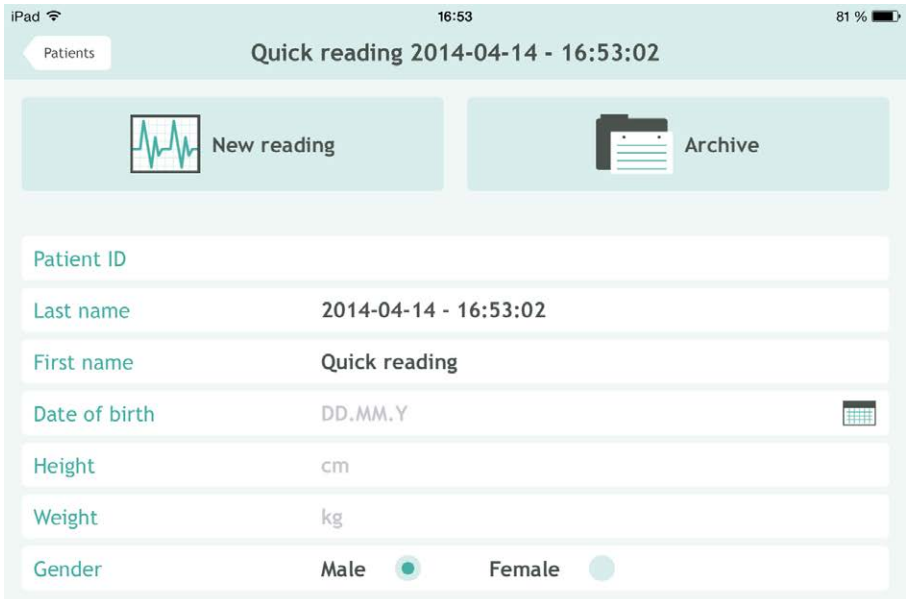 iPad 16:53 81 %
Patients Quick reading 2014-04-14 - 16:53:02
New reading Archive
Patient ID
Last name 2014-04-14 - 16:53:02
First name Quick reading
Date of birth DD.MM.Y
Height cm
Weight kg
Gender Male Female